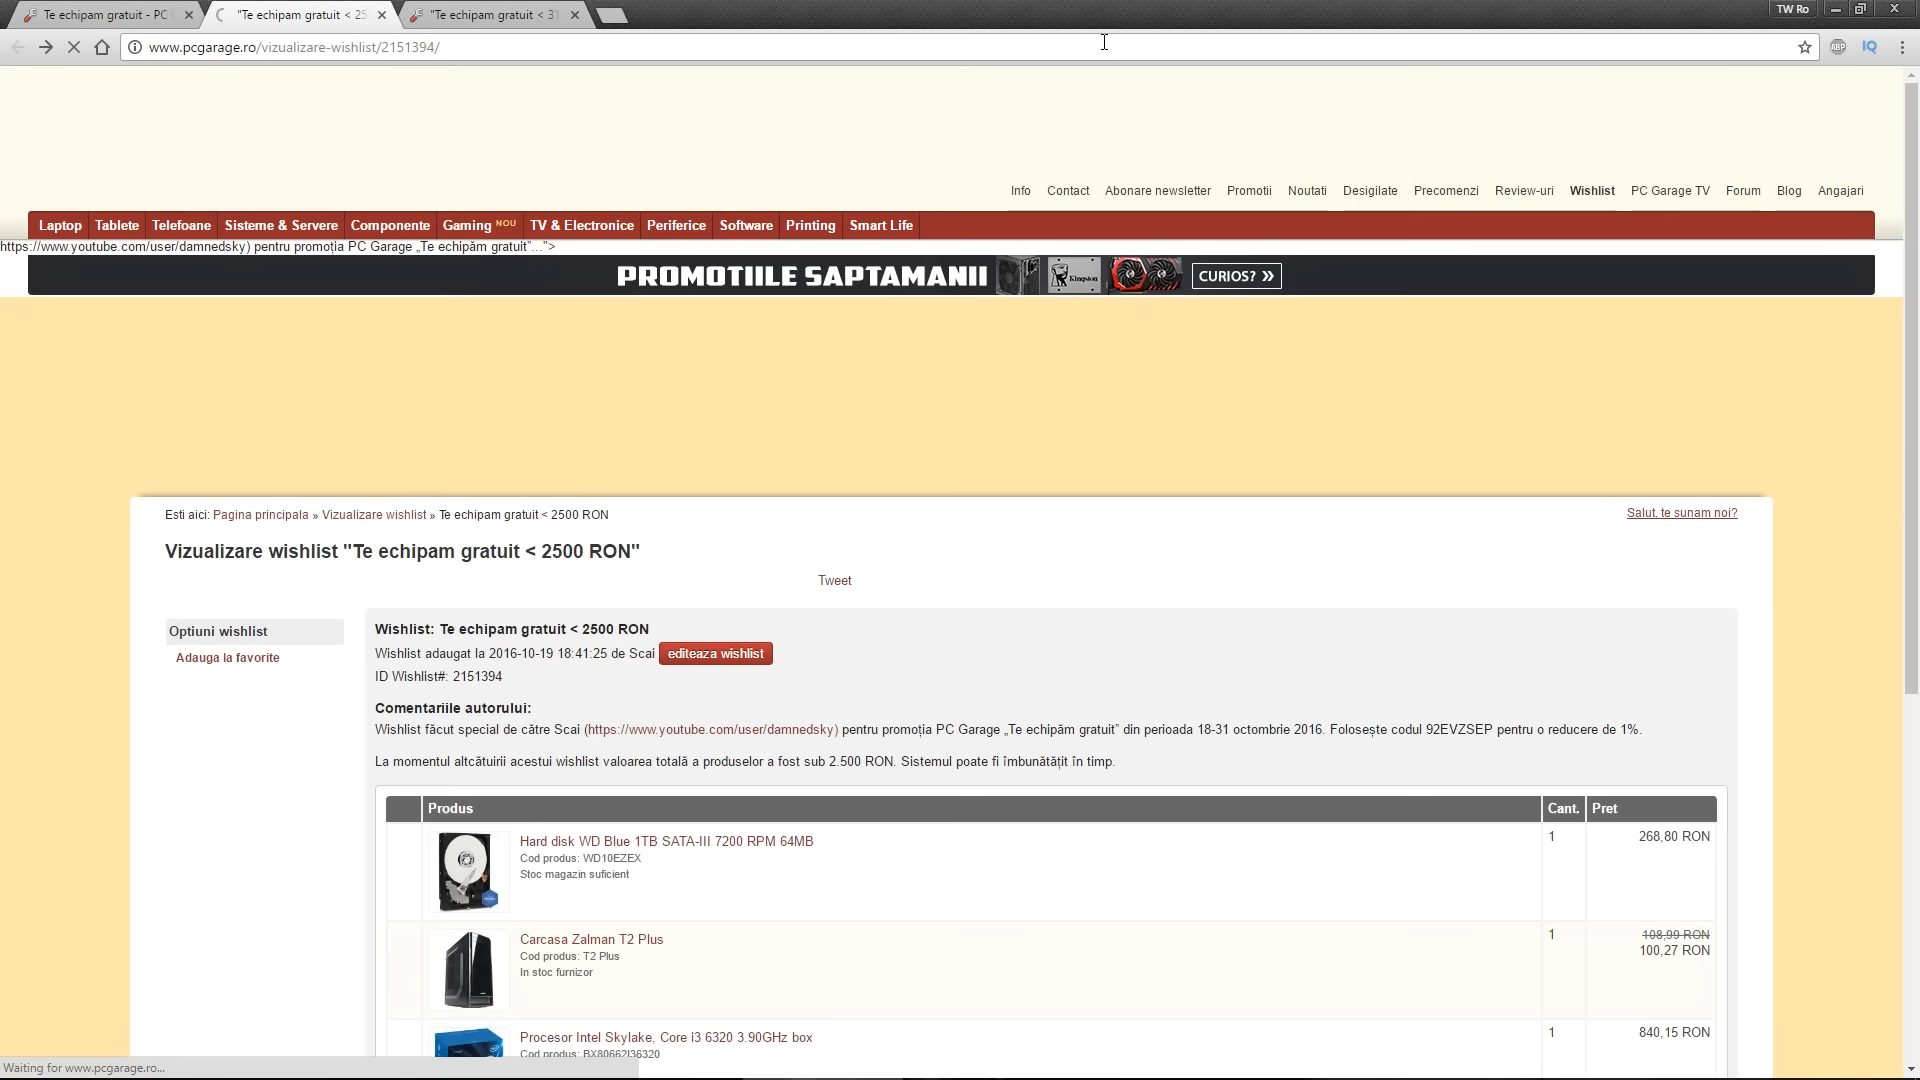 TW Ro
Te echipam gratuit - PC
"Te echipam gratuit < 25
"Te echipam gratuit < 31
www.pcgarage.ro/vizualizare-wishlist/2151394/
ABP
IQ
Info Contact Abonare newsletter Promotii Noutati Desigilate Precomenzi Review-uri Wishlist PC Garage TV Forum Blog Angajari
Laptop Tablete Telefoane Sisteme & Servere Componente Gaming NOU TV & Electronice Periferice Software Printing Smart Life
https://www.youtube.com/user/damnedsky) pentru promoția PC Garage „Te echipăm gratuit”...">
PROMOTIILE SAPTAMANII Kingston CURIOS? »
Esti aici: Pagina principala » Vizualizare wishlist » Te echipam gratuit < 2500 RON
Salut, te sunam noi?
Vizualizare wishlist "Te echipam gratuit < 2500 RON"
Tweet
Optiuni wishlist
Adauga la favorite
Wishlist: Te echipam gratuit < 2500 RON
Wishlist adaugat la 2016-10-19 18:41:25 de Scai editeaza wishlist
ID Wishlist#: 2151394
Comentariile autorului:
Wishlist făcut special de către Scai (https://www.youtube.com/user/damnedsky) pentru promoția PC Garage „Te echipăm gratuit” din perioada 18-31 octombrie 2016. Folosește codul 92EVZSEP pentru o reducere de 1%.
La momentul altcătuirii acestui wishlist valoarea totală a produselor a fost sub 2.500 RON. Sistemul poate fi îmbunătățit în timp.
Produs Cant. Pret
Hard disk WD Blue 1TB SATA-III 7200 RPM 64MB 1 268,80 RON
Cod produs: WD10EZEX
Stoc magazin suficient
Carcasa Zalman T2 Plus 1 108,99 RON
100,27 RON
Cod produs: T2 Plus
In stoc furnizor
Procesor Intel Skylake, Core i3 6320 3.90GHz box 1 840,15 RON
Cod produs: BX80662I36320
Waiting for www.pcgarage.ro...